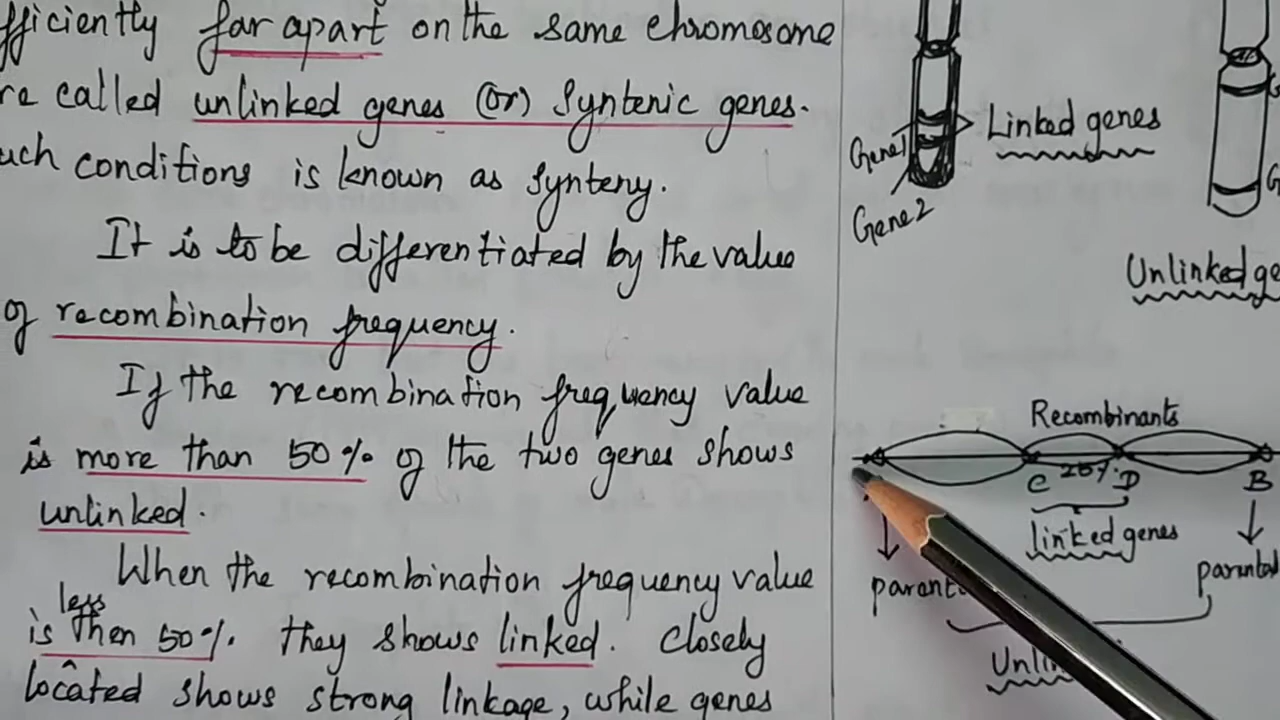 fficiently far apart on the same chromosome
re called unlinked genes (or) Syntenic genes.
uch conditions is known as Synteny.
It is to be differentiated by the value
of recombination frequency.
If the recombination frequency value
is more than 50% of the two genes shows
unlinked.
When the recombination frequency value
less
is then 50%. they shows linked. Closely
located shows strong linkage, while genes
Gene1
Linked genes
Gene2
G
G
Unlinked ge
Recombinants
C 25% D B
linked genes
parent
parental
Unlin